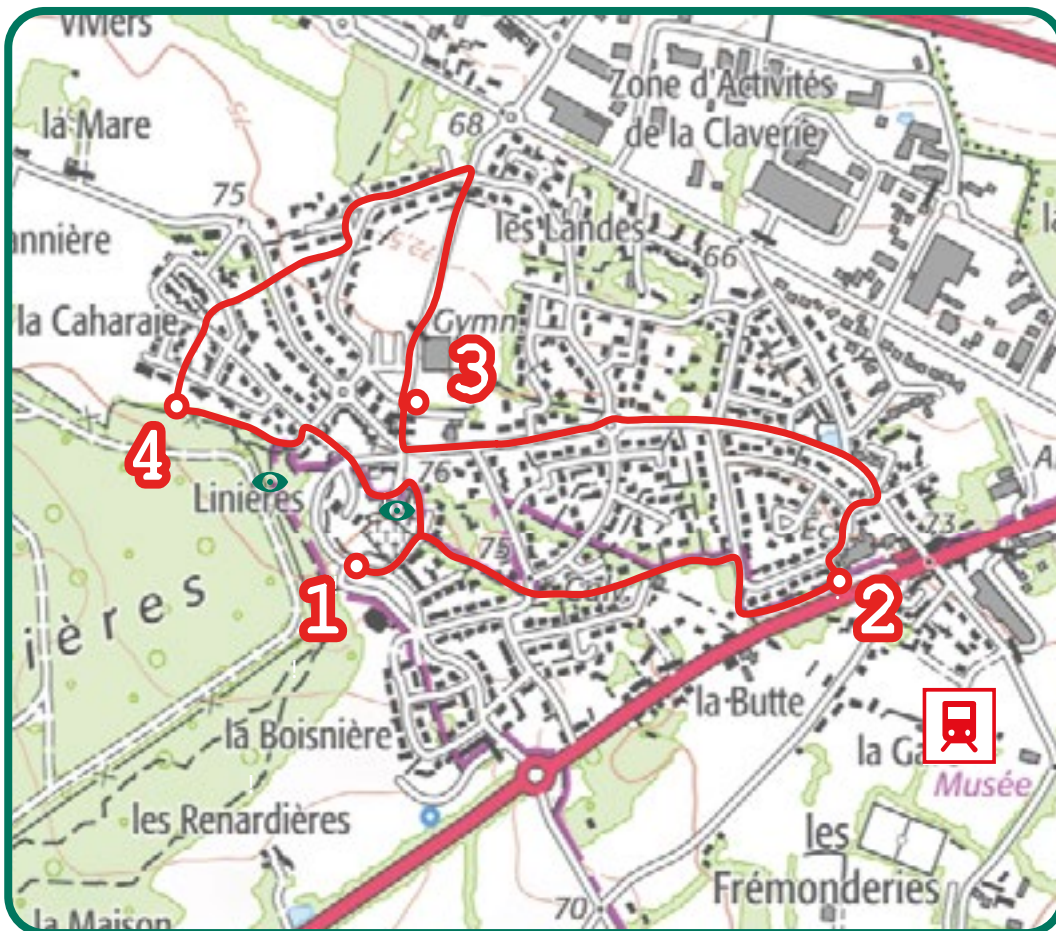 Viviers
Zone d'Activités
de la Claverie
la Mare
68
75
75
les Landes
66
annière
72,5
la Caharaie
Gymn
3
4
76
Linières
75
Ec
73
1
2
ières
la Butte
la Boisnière
la Ga
Musée
les Renardières
les
Frémonderies
70
la Maison